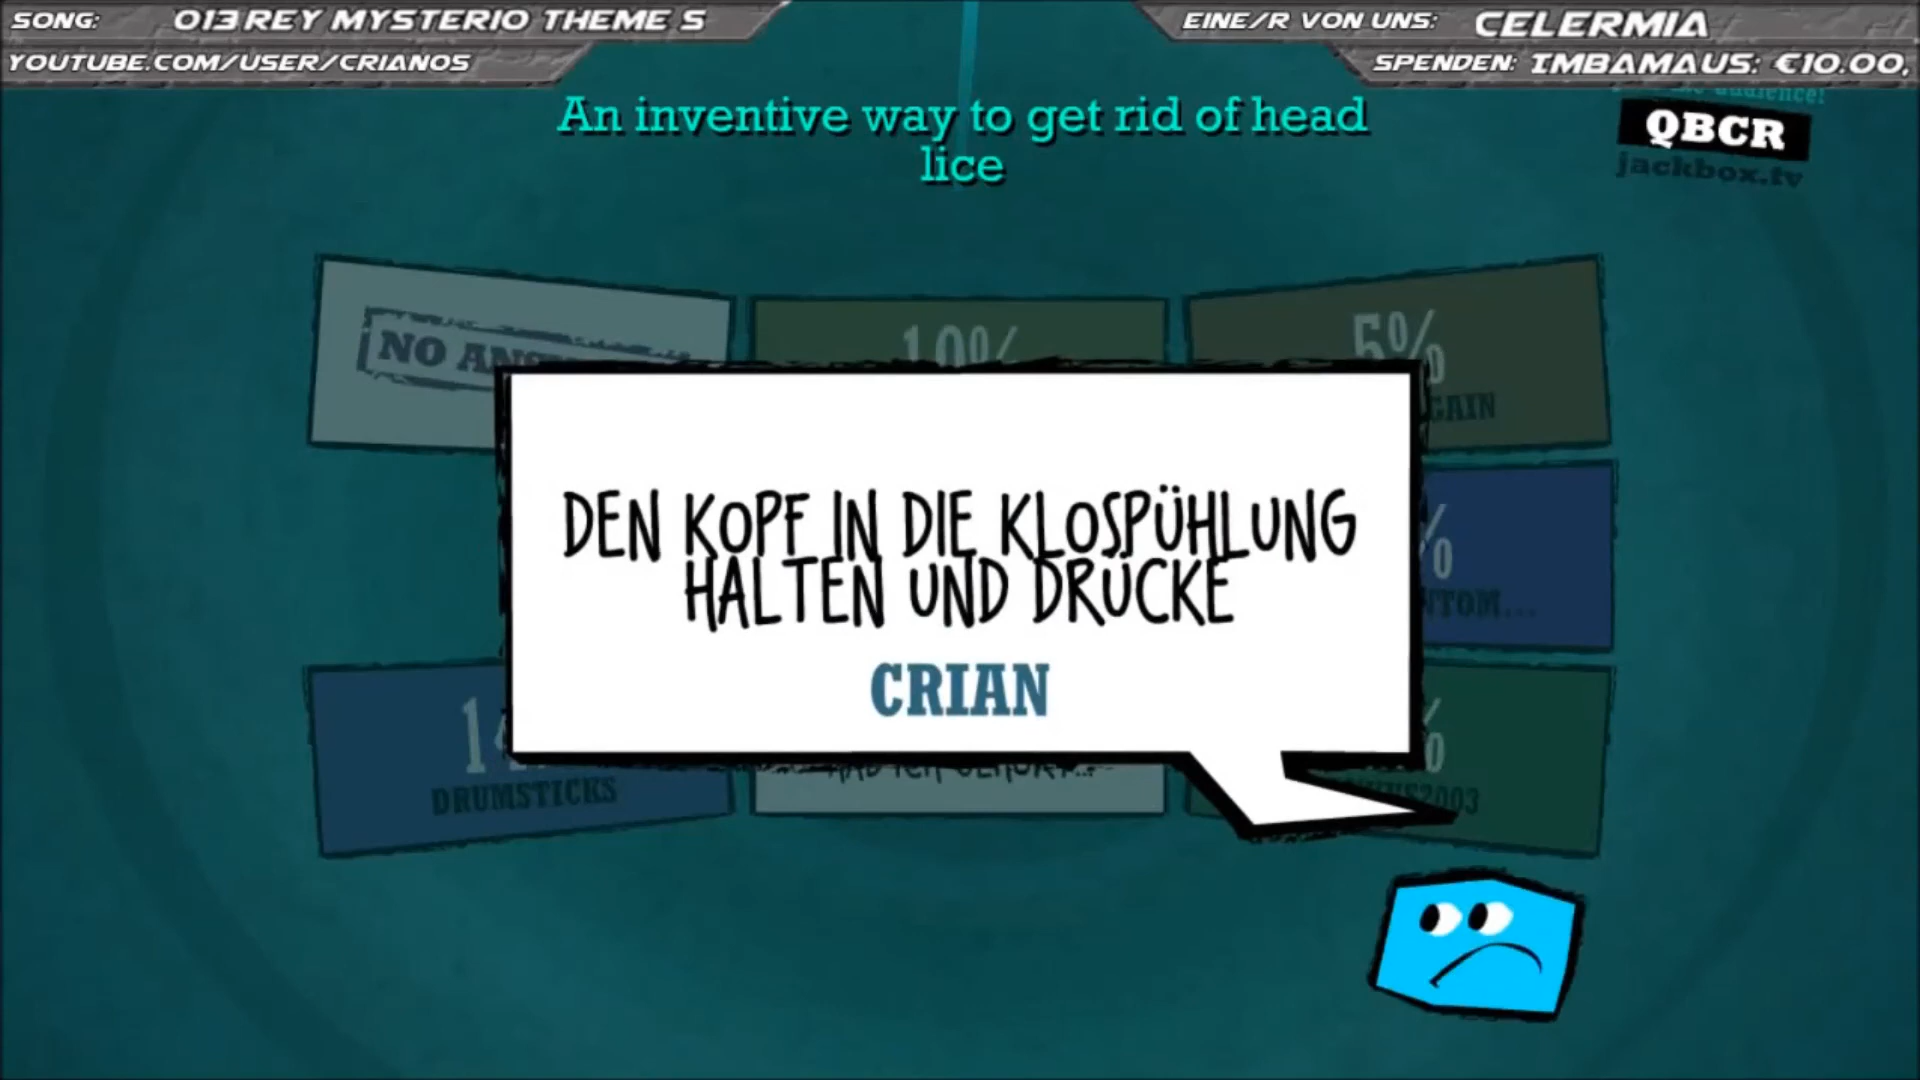 SONG: 013 REY MYSTERIO THEME S
EINE/R VON UNS: CELERMIA
YOUTUBE.COM/USER/CRIANOS
SPENDEN: IMBAMAUS: €10.00,
An inventive way to get rid of head
lice
audience!
QBCR
jackbox.tv
NO
10%
5%
DEN KOPF IN DIE KLOSPÜHLUNG
HALTEN UND DRÜCKE
CRIAN
%
DRUMSTICKS